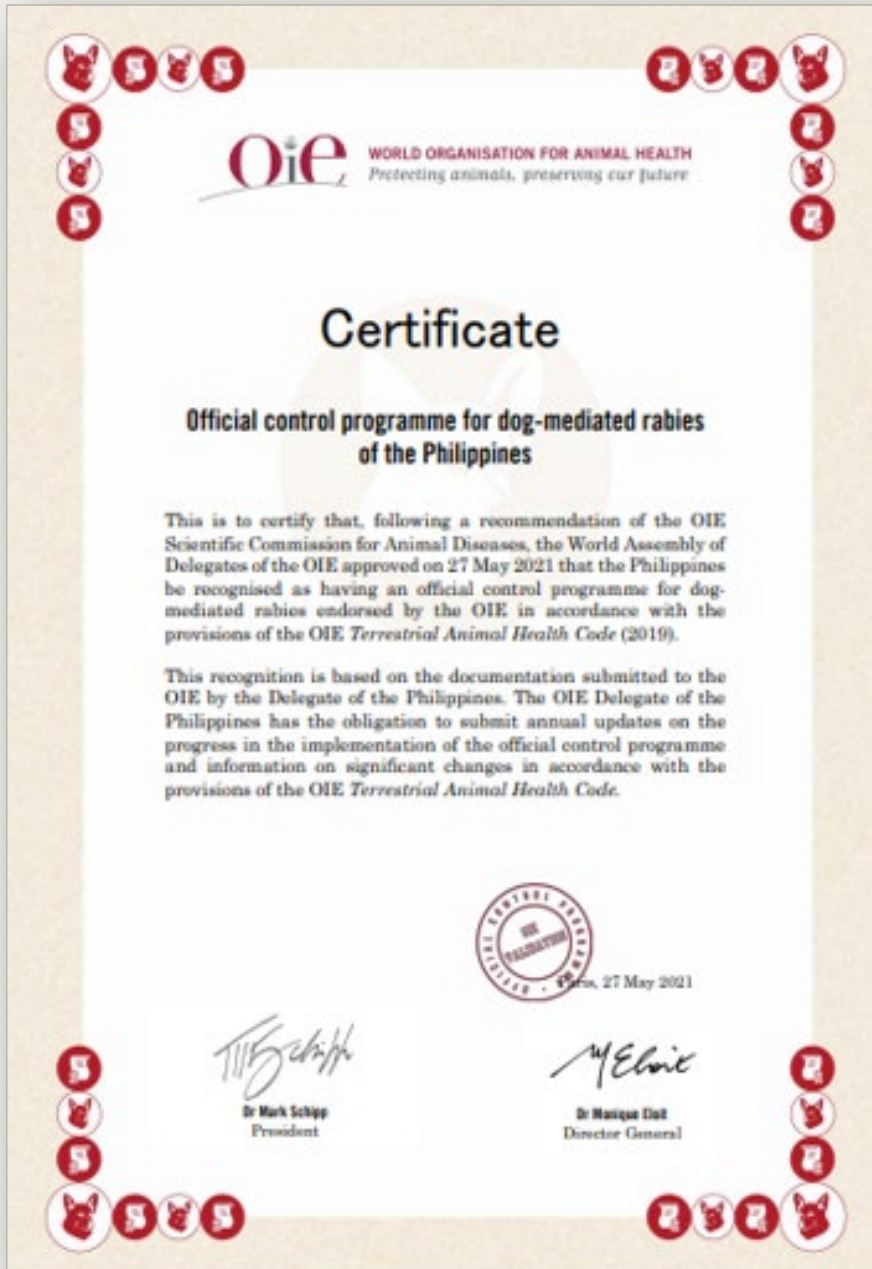 OiE WORLD ORGANISATION FOR ANIMAL HEALTH
Protecting animals, preserving our future
Certificate
Official control programme for dog-mediated rabies
of the Philippines
This is to certify that, following a recommendation of the OIE
Scientific Commission for Animal Diseases, the World Assembly of
Delegates of the OIE approved on 27 May 2021 that the Philippines
be recognised as having an official control programme for dog-
mediated rabies endorsed by the OIE in accordance with the
provisions of the OIE Terrestrial Animal Health Code (2019).
This recognition is based on the documentation submitted to the
OIE by the Delegate of the Philippines. The OIE Delegate of the
Philippines has the obligation to submit annual updates on the
progress in the implementation of the official control programme
and information on significant changes in accordance with the
provisions of the OIE Terrestrial Animal Health Code.
OFFICIAL CONTROL PROGRAMME
OIE
VALIDATION
Paris, 27 May 2021
Dr Mark Schipp
President
M Eloit
Dr Monique Eloit
Director General